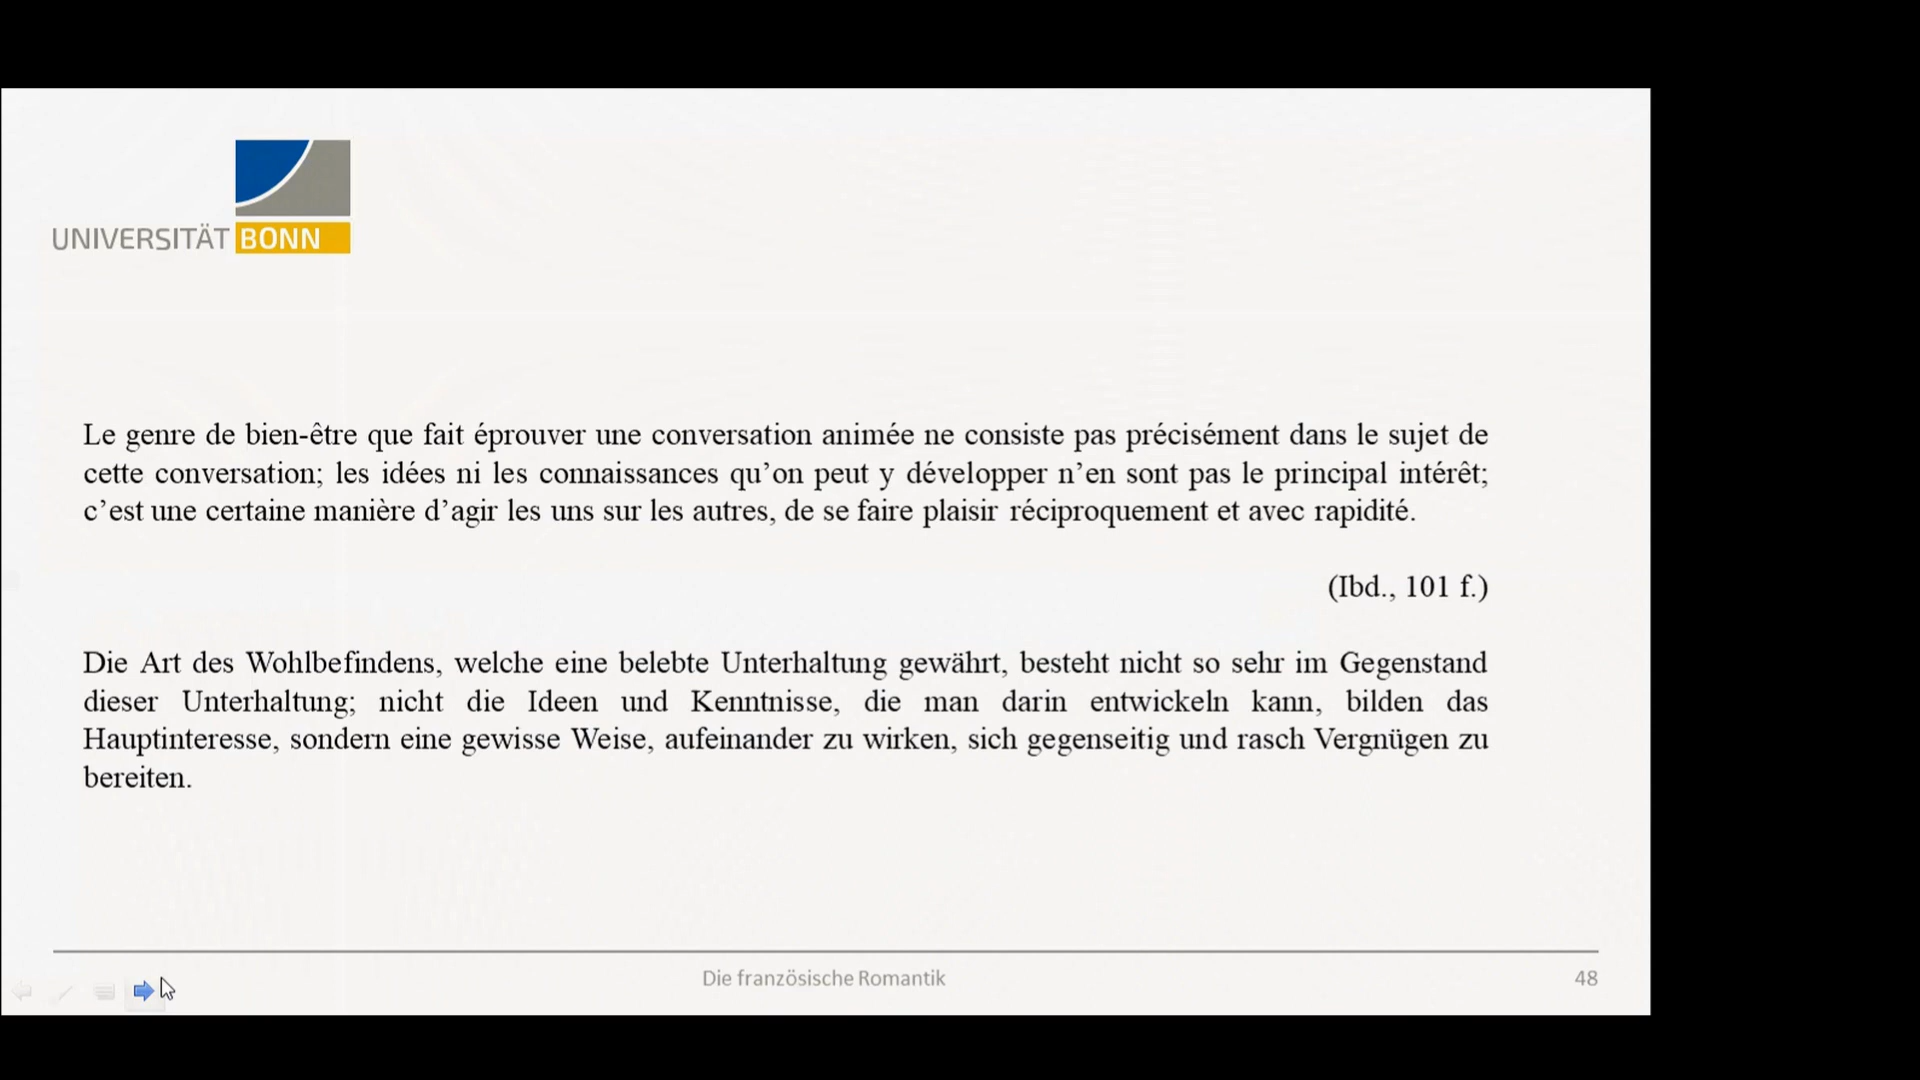 UNIVERSITÄT BONN
Le genre de bien-être que fait éprouver une conversation animée ne consiste pas précisément dans le sujet de
cette conversation; les idées ni les connaissances qu’on peut y développer n’en sont pas le principal intérêt;
c’est une certaine manière d’agir les uns sur les autres, de se faire plaisir réciproquement et avec rapidité.
(Ibd., 101 f.)
Die Art des Wohlbefindens, welche eine belebte Unterhaltung gewährt, besteht nicht so sehr im Gegenstand
dieser Unterhaltung; nicht die Ideen und Kenntnisse, die man darin entwickeln kann, bilden das
Hauptinteresse, sondern eine gewisse Weise, aufeinander zu wirken, sich gegenseitig und rasch Vergnügen zu
bereiten.
Die französische Romantik
48